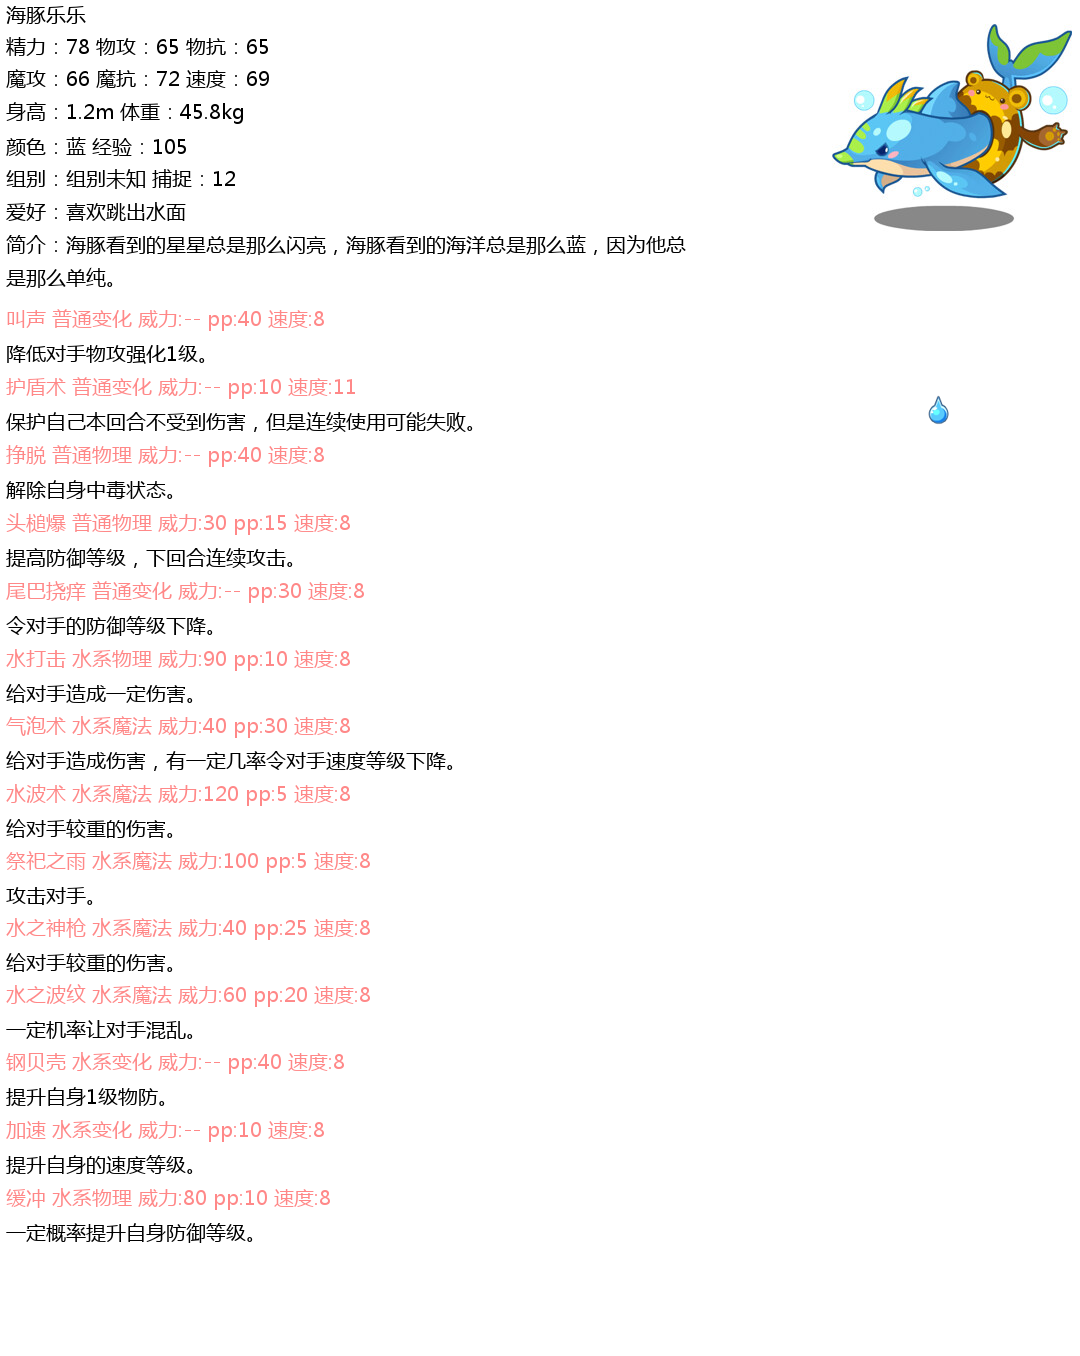 海豚乐乐
精力：78 物攻：65 物抗：65
魔攻：66 魔抗：72 速度：69
身高：1.2m 体重：45.8kg
颜色：蓝 经验：105
组别：组别未知 捕捉：12
爱好：喜欢跳出水面
简介：海豚看到的星星总是那么闪亮，海豚看到的海洋总是那么蓝，因为他总
是那么单纯。
叫声 普通变化 威力:-- pp:40 速度:8
降低对手物攻强化1级。
护盾术 普通变化 威力:-- pp:10 速度:11
保护自己本回合不受到伤害，但是连续使用可能失败。
挣脱 普通物理 威力:-- pp:40 速度:8
解除自身中毒状态。
头槌爆 普通物理 威力:30 pp:15 速度:8
提高防御等级，下回合连续攻击。
尾巴挠痒 普通变化 威力:-- pp:30 速度:8
令对手的防御等级下降。
水打击 水系物理 威力:90 pp:10 速度:8
给对手造成一定伤害。
气泡术 水系魔法 威力:40 pp:30 速度:8
给对手造成伤害，有一定几率令对手速度等级下降。
水波术 水系魔法 威力:120 pp:5 速度:8
给对手较重的伤害。
祭祀之雨 水系魔法 威力:100 pp:5 速度:8
攻击对手。
水之神枪 水系魔法 威力:40 pp:25 速度:8
给对手较重的伤害。
水之波纹 水系魔法 威力:60 pp:20 速度:8
一定机率让对手混乱。
钢贝壳 水系变化 威力:-- pp:40 速度:8
提升自身1级物防。
加速 水系变化 威力:-- pp:10 速度:8
提升自身的速度等级。
缓冲 水系物理 威力:80 pp:10 速度:8
一定概率提升自身防御等级。